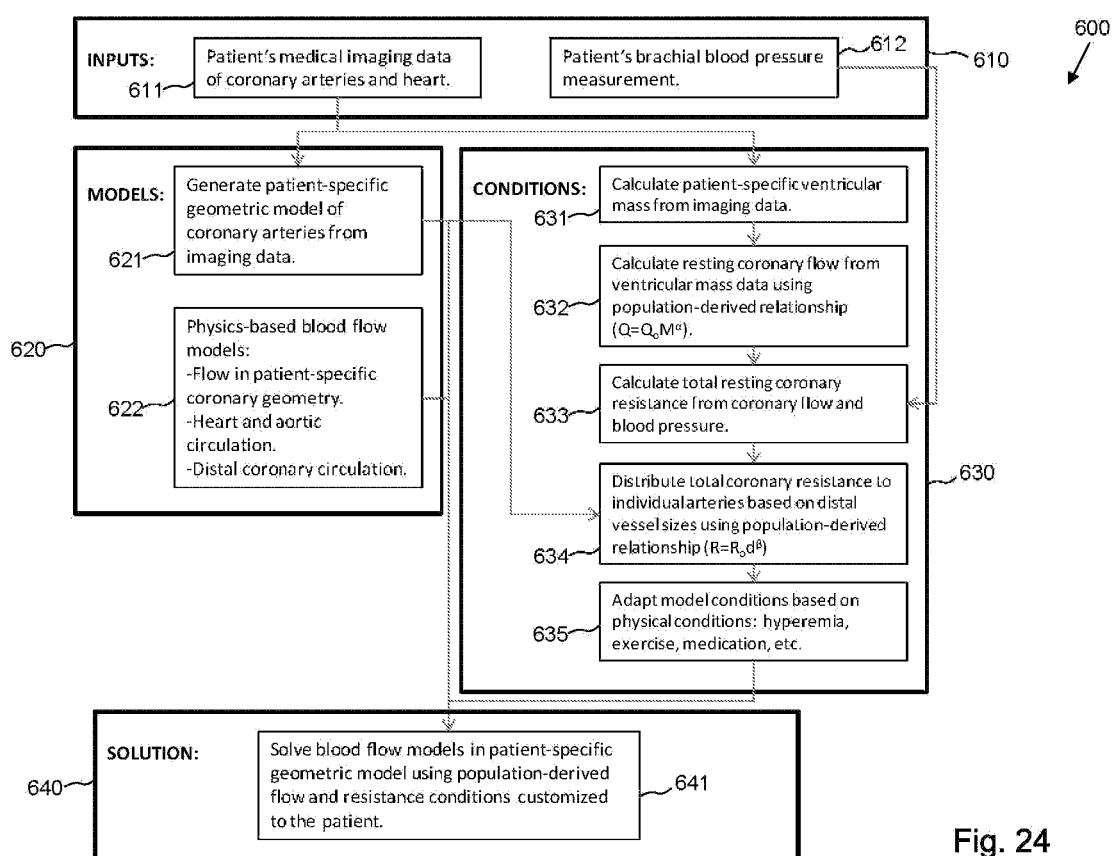 600
INPUTS:
Patient's medical imaging data
of coronary arteries and heart.
611
Patient's brachial blood pressure
measurement.
612
610
MODELS:
Generate patient-specific
geometric model of
coronary arteries from
imaging data.
621
Physics-based blood flow
models:
-Flow in patient-specific
coronary geometry.
-Heart and aortic
circulation.
-Distal coronary circulation.
622
620
CONDITIONS:
Calculate patient-specific ventricular
mass from imaging data.
631
Calculate resting coronary flow from
ventricular mass data using
population-derived relationship
(Q=QₒMᵅ).
632
Calculate total resting coronary
resistance from coronary flow and
blood pressure.
633
Distribute total coronary resistance to
individual arteries based on distal
vessel sizes using population-derived
relationship (R=Rₒdᵝ)
634
Adapt model conditions based on
physical conditions: hyperemia,
exercise, medication, etc.
635
630
SOLUTION:
Solve blood flow models in patient-specific
geometric model using population-derived
flow and resistance conditions customized
to the patient.
641
640
Fig. 24